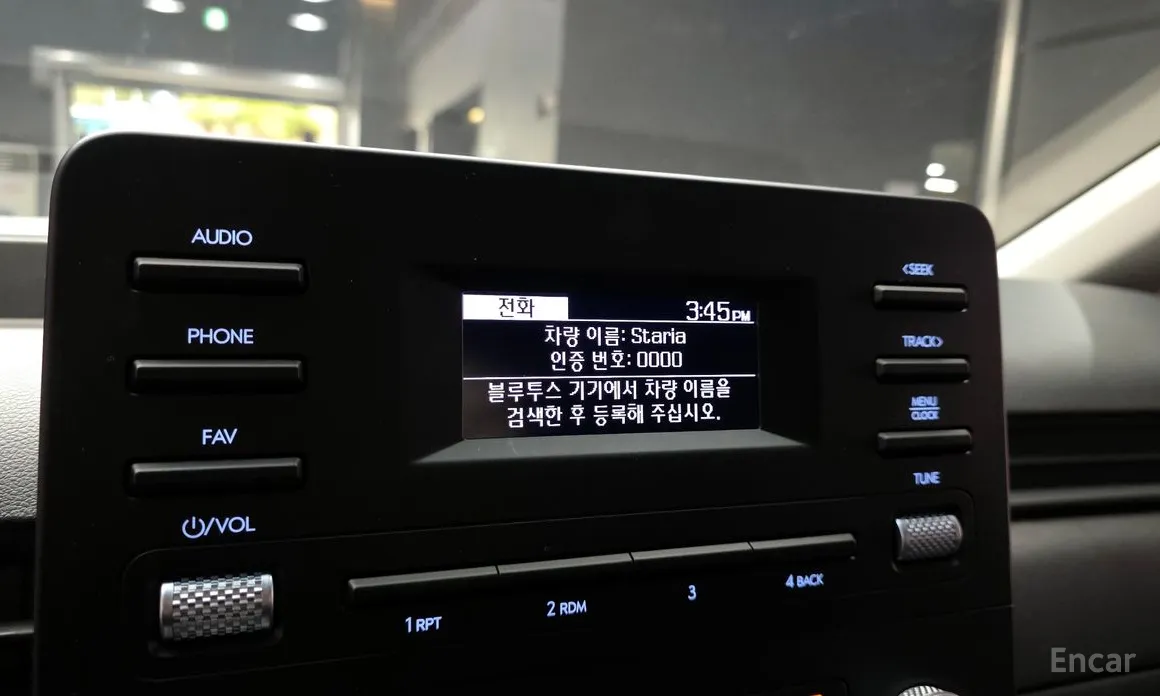 AUDIO
PHONE
FAV
/VOL
전화 3:45PM
차량 이름: Staria
인증 번호: 0000
블루투스 기기에서 차량 이름을
검색한 후 등록해 주십시오.
<SEEK
TRACK>
MENU
CLOCK
TUNE
1 RPT
2 RDM
3
4 BACK
Encar